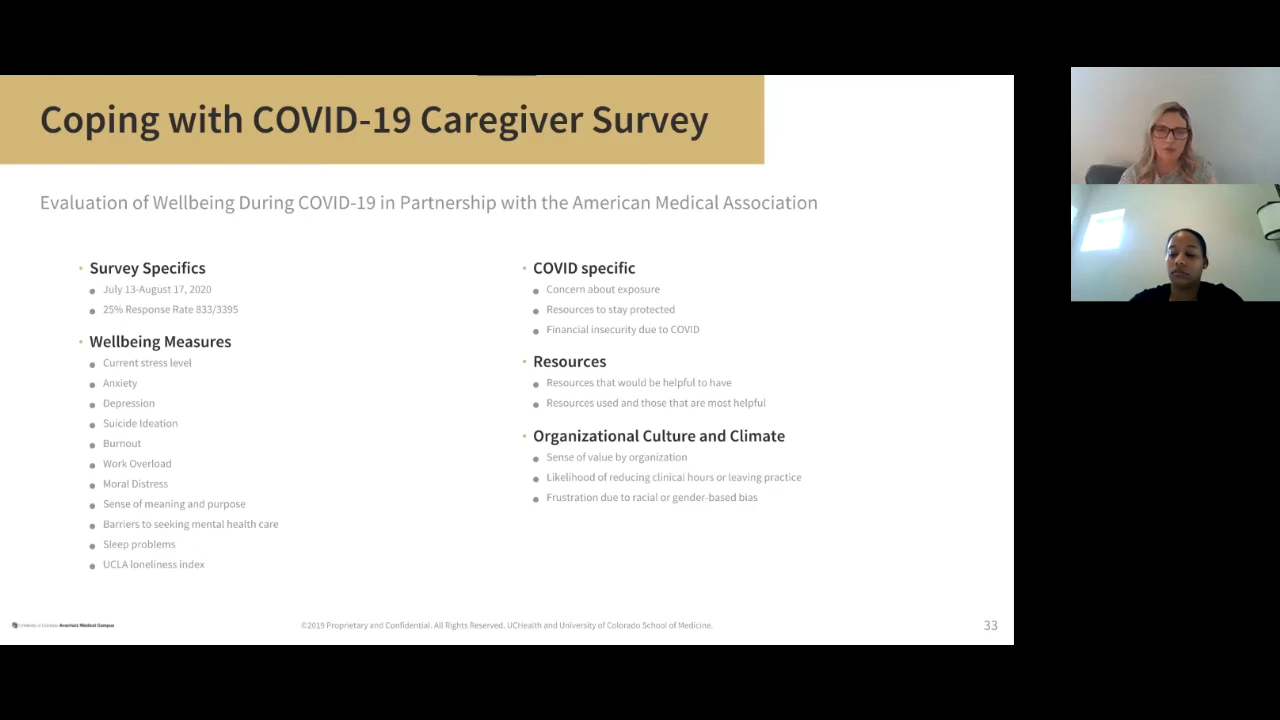 Coping with COVID-19 Caregiver Survey
Evaluation of Wellbeing During COVID-19 in Partnership with the American Medical Association
Survey Specifics
July 13-August 17, 2020
25% Response Rate 833/3395
Wellbeing Measures
Current stress level
Anxiety
Depression
Suicide Ideation
Burnout
Work Overload
Moral Distress
Sense of meaning and purpose
Barriers to seeking mental health care
Sleep problems
UCLA loneliness index
COVID specific
Concern about exposure
Resources to stay protected
Financial insecurity due to COVID
Resources
Resources that would be helpful to have
Resources used and those that are most helpful
Organizational Culture and Climate
Sense of value by organization
Likelihood of reducing clinical hours or leaving practice
Frustration due to racial or gender-based bias
University of Colorado Anschutz Medical Campus
©2019 Proprietary and Confidential. All Rights Reserved. UCHealth and University of Colorado School of Medicine.
33